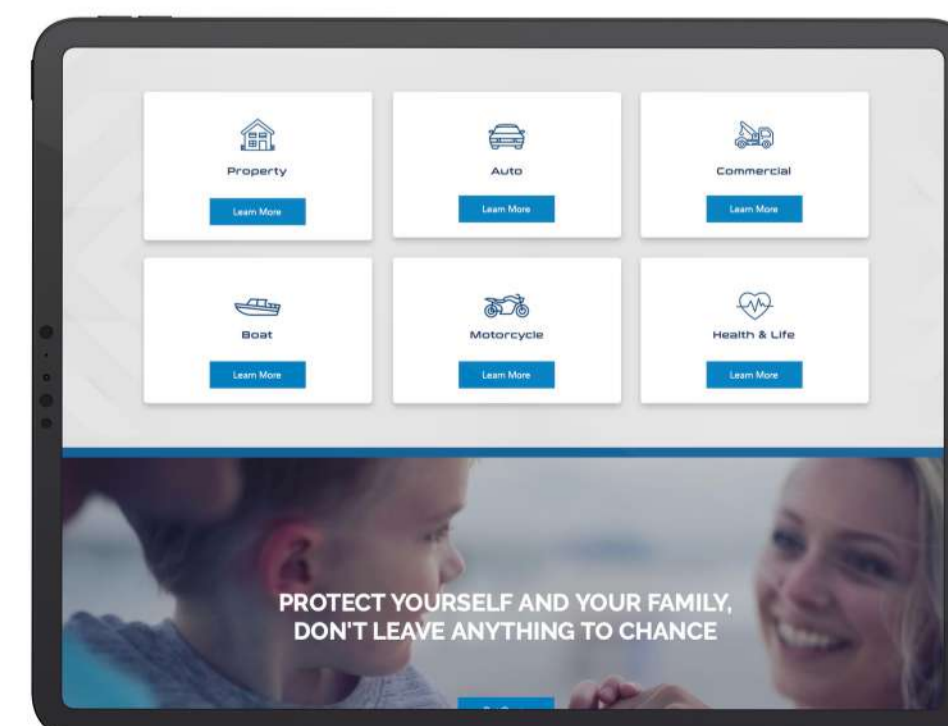 Property
Auto
Commercial
Learn More
Learn More
Learn More
Boat
Motorcycle
Health & Life
Learn More
Learn More
Learn More
PROTECT YOURSELF AND YOUR FAMILY,
DON'T LEAVE ANYTHING TO CHANCE